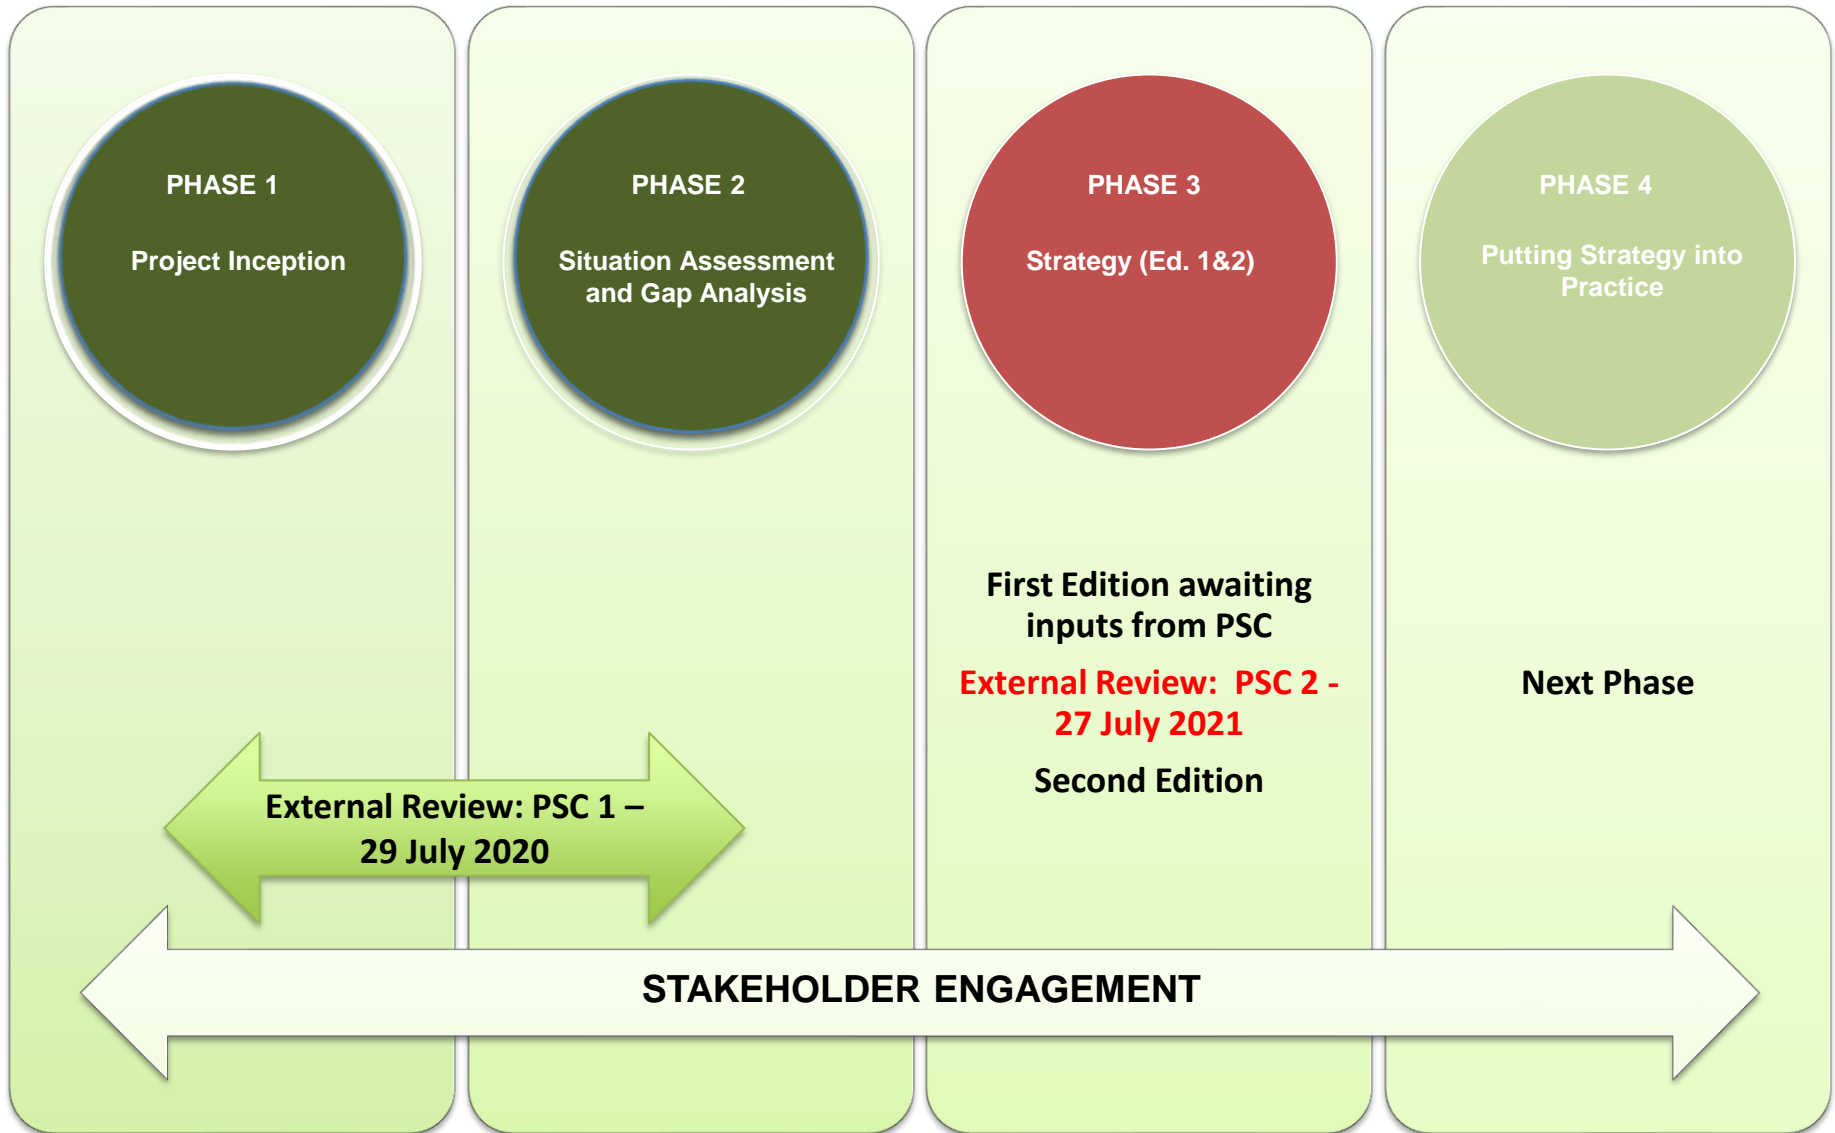 PHASE 1
Project Inception
PHASE 2
Situation Assessment
and Gap Analysis
PHASE 3
Strategy (Ed. 1&2)
PHASE 4
Putting Strategy into
Practice
First Edition awaiting
inputs from PSC
External Review:  PSC 2 -
27 July 2021
Second Edition
Next Phase
External Review: PSC 1 –
29 July 2020
STAKEHOLDER ENGAGEMENT